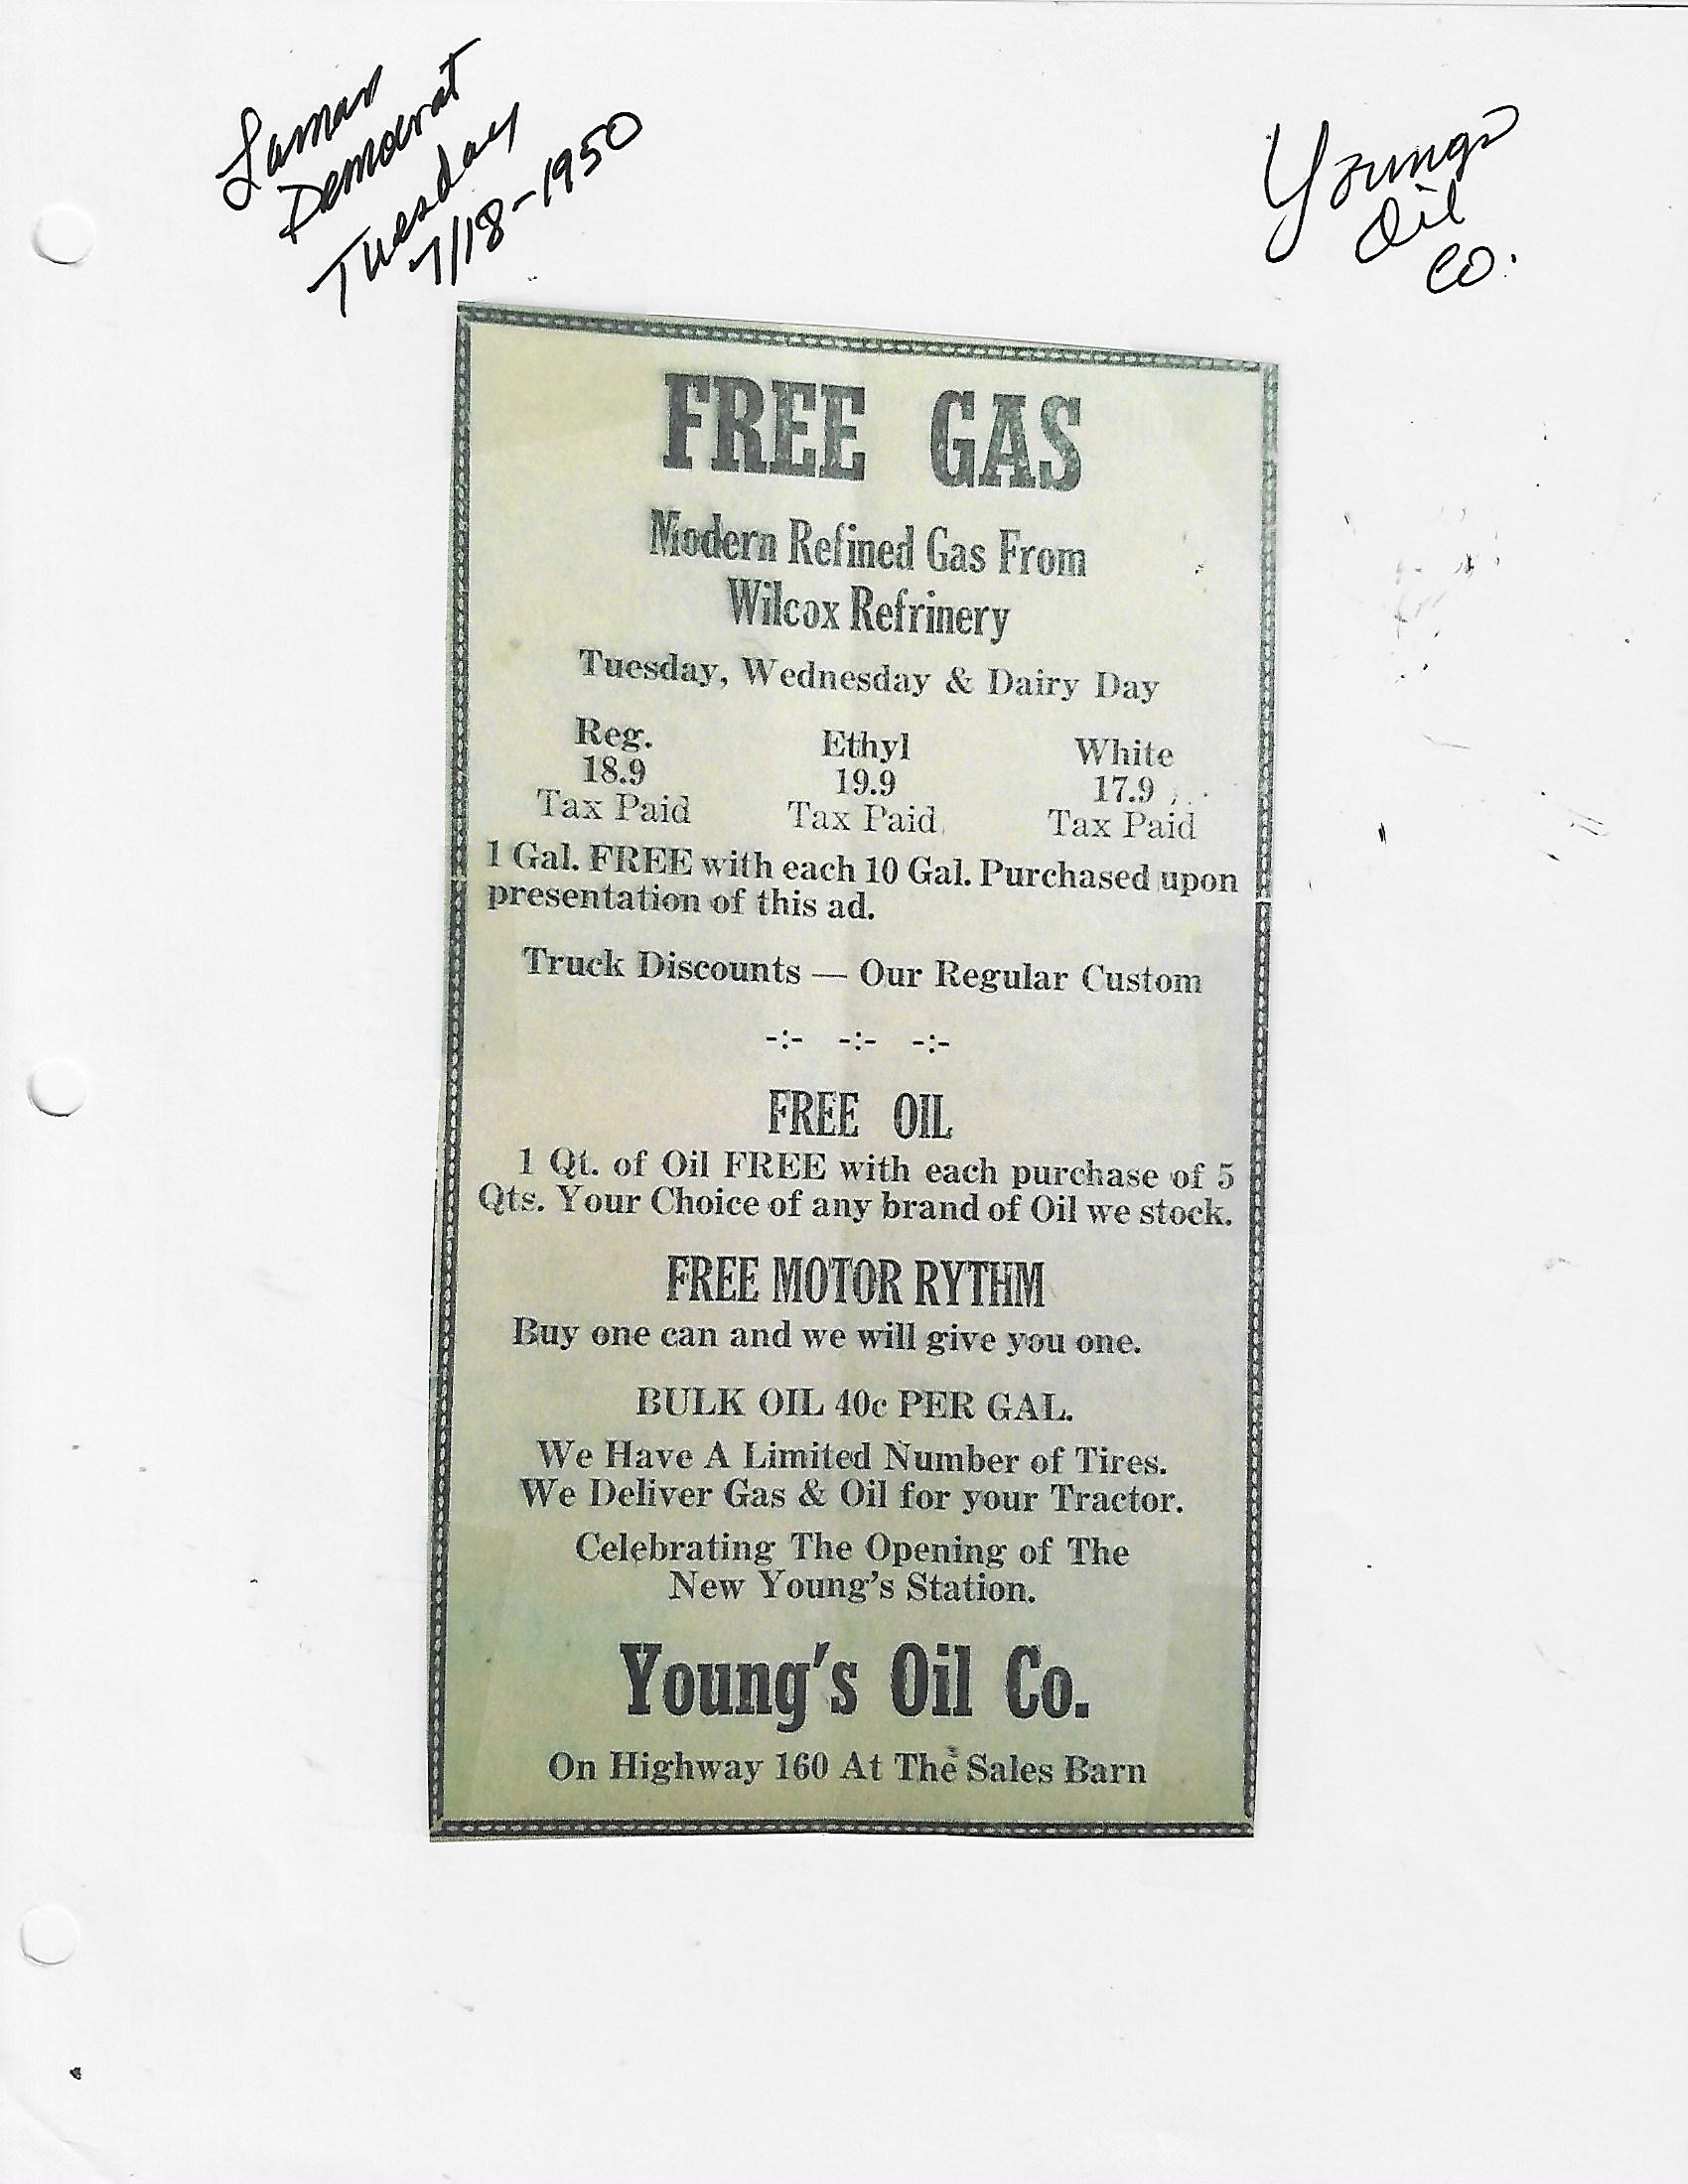 Lamar
Democrat
Tuesday
7/18-1950
Youngs
Oil
Co.
FREE GAS
Modern Refined Gas From
Wilcox Refrinery
Tuesday, Wednesday & Dairy Day
Reg. Ethyl White
18.9 19.9 17.9
Tax Paid Tax Paid Tax Paid
1 Gal. FREE with each 10 Gal. Purchased upon
presentation of this ad.
Truck Discounts — Our Regular Custom
-:- -:- -:-
FREE OIL
1 Qt. of Oil FREE with each purchase of 5
Qts. Your Choice of any brand of Oil we stock.
FREE MOTOR RYTHM
Buy one can and we will give you one.
BULK OIL 40c PER GAL.
We Have A Limited Number of Tires.
We Deliver Gas & Oil for your Tractor.
Celebrating The Opening of The
New Young's Station.
Young's Oil Co.
On Highway 160 At The Sales Barn